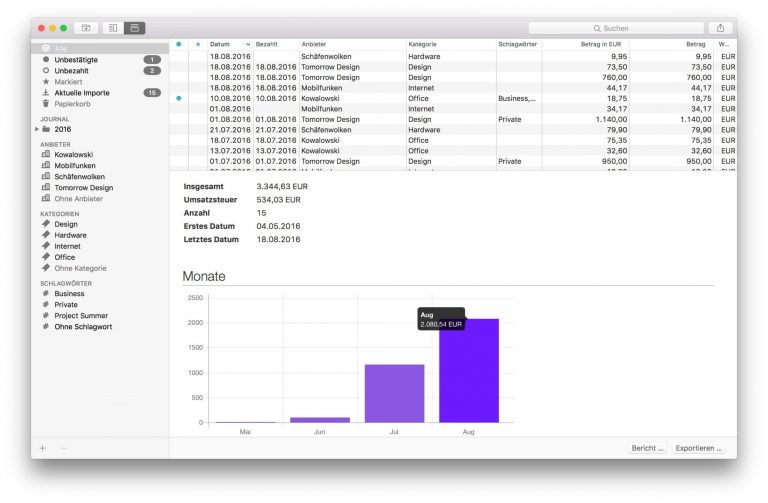 Suchen
Alle
Unbestätigte 1
Unbezahlt 2
Markiert
Aktuelle Importe 15
Papierkorb
JOURNAL
2016
ANBIETER
Kowalowski
Mobilfunken
Schäfenwolken
Tomorrow Design
Ohne Anbieter
KATEGORIEN
Design
Hardware
Internet
Office
Ohne Kategorie
SCHLAGWÖRTER
Business
Private
Project Summer
Ohne Schlagwort
Datum Bezahlt Anbieter Kategorie Schlagwörter Betrag in EUR Betrag W...
18.08.2016 Schäfenwolken Hardware 9,95 9,95 EUR
18.08.2016 18.08.2016 Tomorrow Design Design 73,50 73,50 EUR
18.08.2016 18.08.2016 Tomorrow Design Design 760,00 760,00 EUR
18.08.2016 18.08.2016 Mobilfunken Internet 44,17 44,17 EUR
10.08.2016 10.08.2016 Kowalowski Office Business,... 18,75 18,75 EUR
01.08.2016 Mobilfunken Internet 34,17 34,17 EUR
01.08.2016 01.08.2016 Tomorrow Design Design Private 1.140,00 1.140,00 EUR
21.07.2016 21.07.2016 Schäfenwolken Hardware 79,90 79,90 EUR
18.07.2016 18.07.2016 Kowalowski Office 75,35 75,35 EUR
13.07.2016 13.07.2016 Kowalowski Office 32,60 32,60 EUR
01.07.2016 01.07.2016 Tomorrow Design Design Private 950,00 950,00 EUR
Insgesamt 3.344,63 EUR
Umsatzsteuer 534,03 EUR
Anzahl 15
Erstes Datum 04.05.2016
Letztes Datum 18.08.2016
Monate
2500
2000
1500
1000
500
0
Aug
2.080,54 EUR
Mai Jun Jul Aug
Bericht ... Exportieren ...